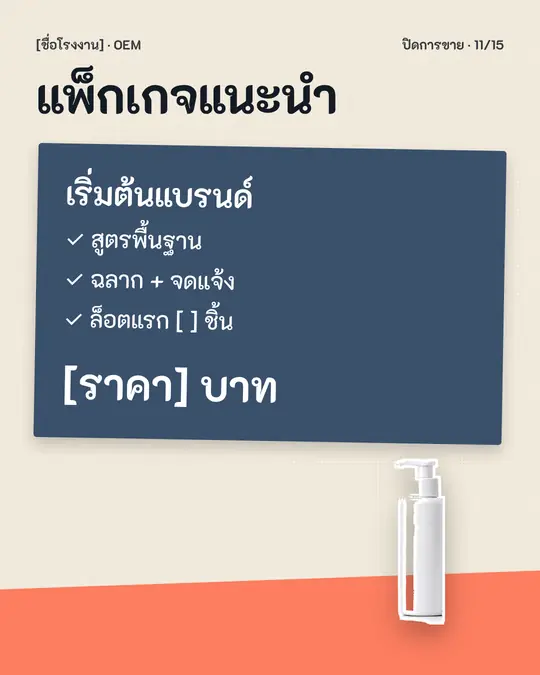 [ชื่อโรงงาน] · OEM
ปิดการขาย · 11/15
แพ็กเกจแนะนำ
เริ่มต้นแบรนด์
✓ สูตรพื้นฐาน
✓ ฉลาก + จดแจ้ง
✓ ล็อตแรก [ ] ชิ้น
[ราคา] บาท